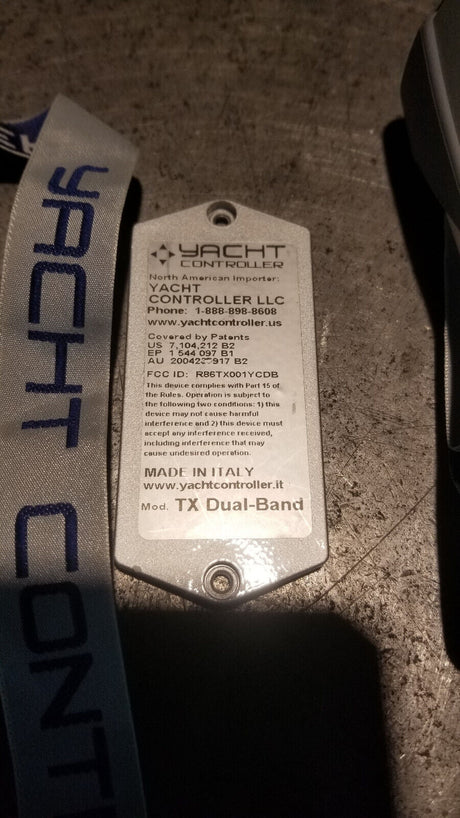 YACHT CONT
YACHT
CONTROLLER
North American Importer:
YACHT
CONTROLLER LLC
Phone: 1-888-898-8608
www.yachtcontroller.us
Covered by Patents
US 7,104,212 B2
EP 1 544 097 B1
AU B2
FCC ID: R86TX001YCDB
This device complies with Part 15 of
the Rules. Operation is subject to
the following two conditions: 1) this
device may not cause harmful
interference and 2) this device must
accept any interference received,
including interference that may
cause undesired operation.
MADE IN ITALY
www.yachtcontroller.it
Mod. TX Dual-Band